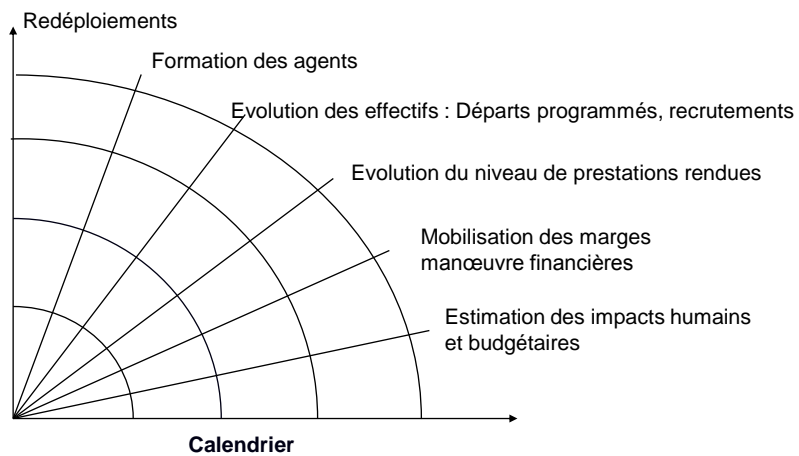 Redéploiements
Formation des agents
Evolution des effectifs : Départs programmés, recrutements
Evolution du niveau de prestations rendues
Mobilisation des marges
manœuvre financières
Estimation des impacts humains
et budgétaires
Calendrier